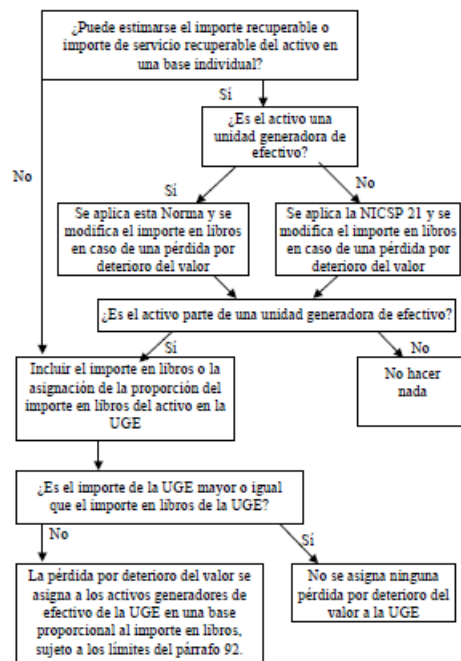 ¿Puede estimarse el importe recuperable o
importe de servicio recuperable del activo en
una base individual?
Sí
¿Es el activo una
unidad generadora de
efectivo?
No
Sí
No
Se aplica esta Norma y se
modifica el importe en libros
en caso de una pérdida por
deterioro del valor
Se aplica la NICSP 21 y se
modifica el importe en libros
en caso de una pérdida por
deterioro del valor
¿Es el activo parte de una unidad generadora de efectivo?
Sí
No
Incluir el importe en libros o la
asignación de la proporción del
importe en libros del activo en la
UGE
No hacer
nada
¿Es el importe de la UGE mayor o igual
que el importe en libros de la UGE?
No
Sí
La pérdida por deterioro del valor se
asigna a los activos generadores de
efectivo de la UGE en una base
proporcional al importe en libros,
sujeto a los límites del párrafo 92.
No se asigna ninguna
pérdida por deterioro del
valor a la UGE